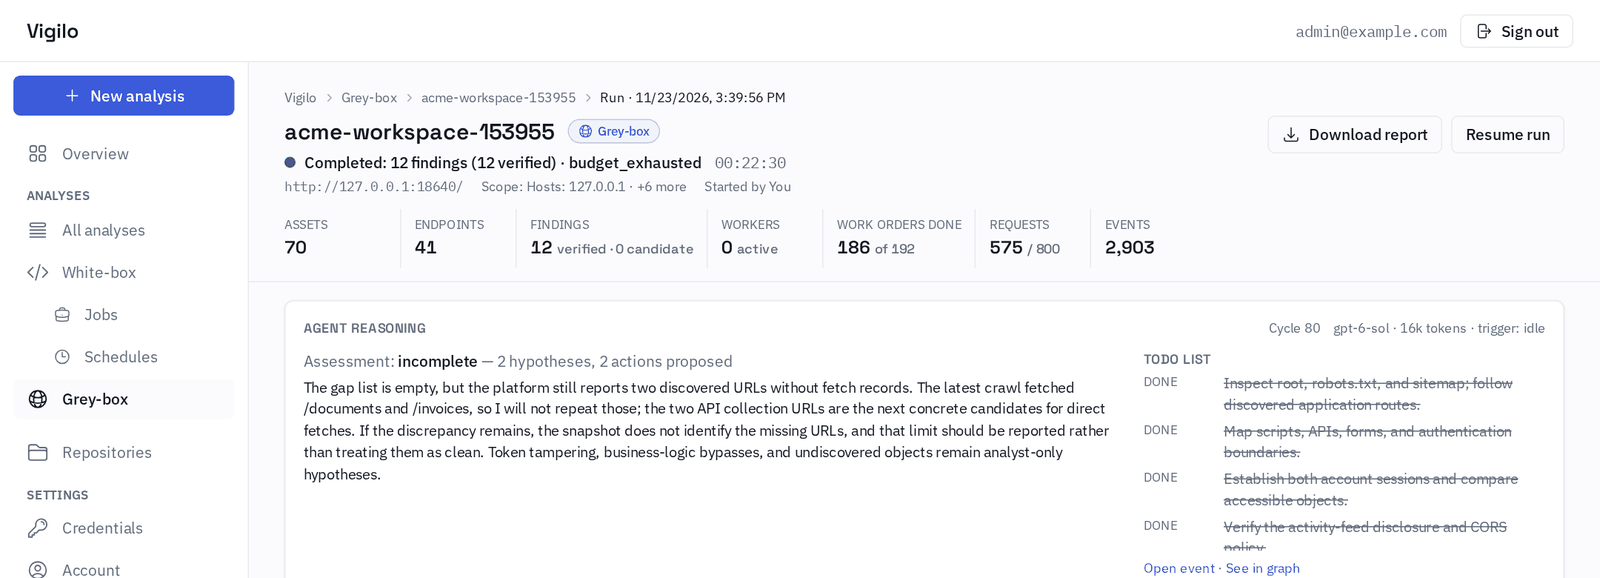 Vigilo
admin@example.com
Sign out
New analysis
Overview
ANALYSES
All analyses
White-box
Jobs
Schedules
Grey-box
Repositories
SETTINGS
Credentials
Account
Vigilo > Grey-box > acme-workspace-153955 > Run · 11/23/2026, 3:39:56 PM
acme-workspace-153955
Grey-box
Download report
Resume run
Completed: 12 findings (12 verified) · budget_exhausted 00:22:30
http://127.0.0.1:18640/ Scope: Hosts: 127.0.0.1 · +6 more Started by You
ASSETS
70
ENDPOINTS
41
FINDINGS
12 verified · 0 candidate
WORKERS
0 active
WORK ORDERS DONE
186 of 192
REQUESTS
575 / 800
EVENTS
2,903
AGENT REASONING
Cycle 80 gpt-6-sol · 16k tokens · trigger: idle
Assessment: incomplete — 2 hypotheses, 2 actions proposed
The gap list is empty, but the platform still reports two discovered URLs without fetch records. The latest crawl fetched
/documents and /invoices, so I will not repeat those; the two API collection URLs are the next concrete candidates for direct
fetches. If the discrepancy remains, the snapshot does not identify the missing URLs, and that limit should be reported rather
than treating them as clean. Token tampering, business-logic bypasses, and undiscovered objects remain analyst-only
hypotheses.
TODO LIST
DONE
Inspect root, robots.txt, and sitemap; follow
discovered application routes.
DONE
Map scripts, APIs, forms, and authentication
boundaries.
DONE
Establish both account sessions and compare
accessible objects.
DONE
Verify the activity-feed disclosure and CORS
policy.
Open event · See in graph